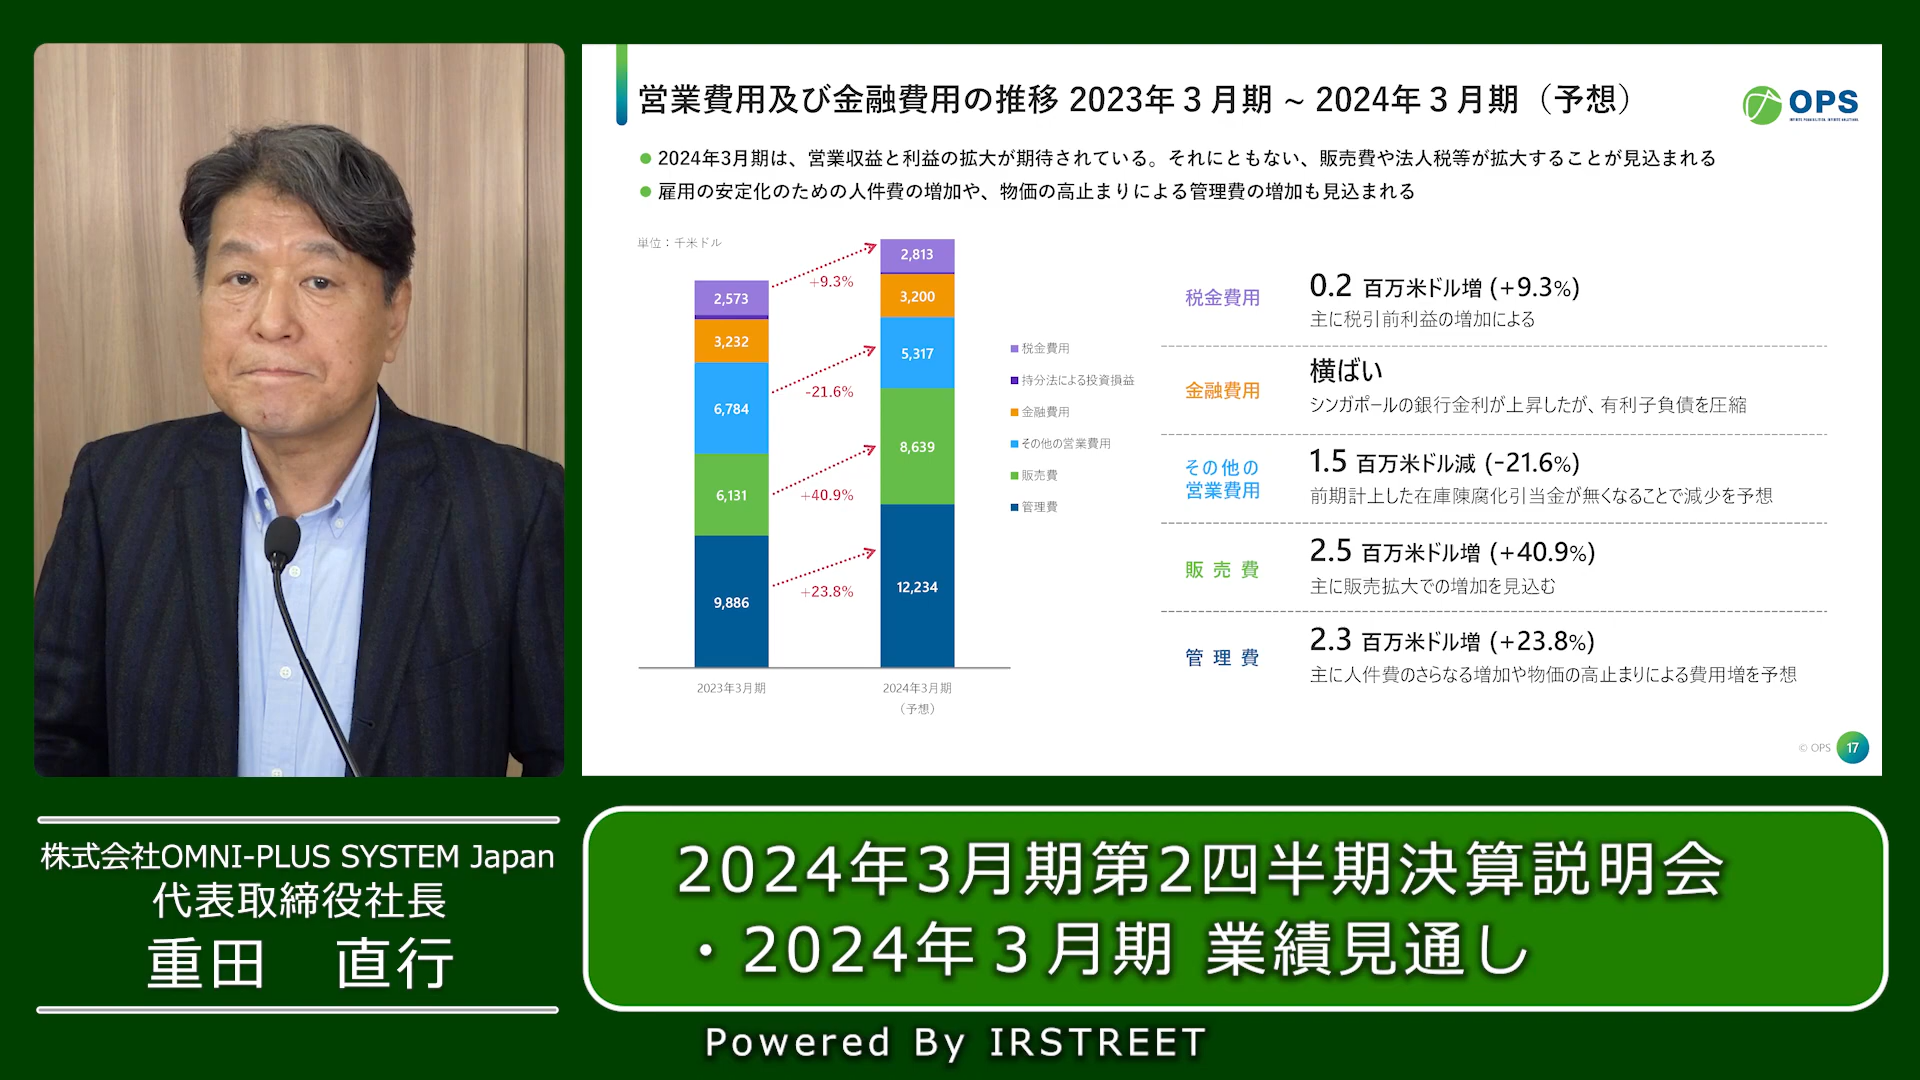 営業費用及び金融費用の推移 2023年3月期 ~ 2024年3月期（予想）
OPS
● 2024年3月期は、営業収益と利益の拡大が期待されている。それにともない、販売費や法人税等が拡大することが見込まれる
● 雇用の安定化のための人件費の増加や、物価の高止まりによる管理費の増加も見込まれる
単位：千米ドル
2,573
3,232
6,784
6,131
9,886
2023年3月期
+9.3%
-21.6%
+40.9%
+23.8%
2,813
3,200
5,317
8,639
12,234
2024年3月期
（予想）
税金費用
持分法による投資損益
金融費用
その他の営業費用
販売費
管理費
税金費用
0.2 百万米ドル増 (+9.3%)
主に税引前利益の増加による
金融費用
横ばい
シンガポールの銀行金利が上昇したが、有利子負債を圧縮
その他の
営業費用
1.5 百万米ドル減 (-21.6%)
前期計上した在庫陳腐化引当金が無くなることで減少を予想
販売費
2.5 百万米ドル増 (+40.9%)
主に販売拡大での増加を見込む
管理費
2.3 百万米ドル増 (+23.8%)
主に人件費のさらなる増加や物価の高止まりによる費用増を予想
© OPS 17
株式会社OMNI-PLUS SYSTEM Japan
代表取締役社長
重田　直行
2024年3月期第2四半期決算説明会
・2024年3月期 業績見通し
Powered By IRSTREET